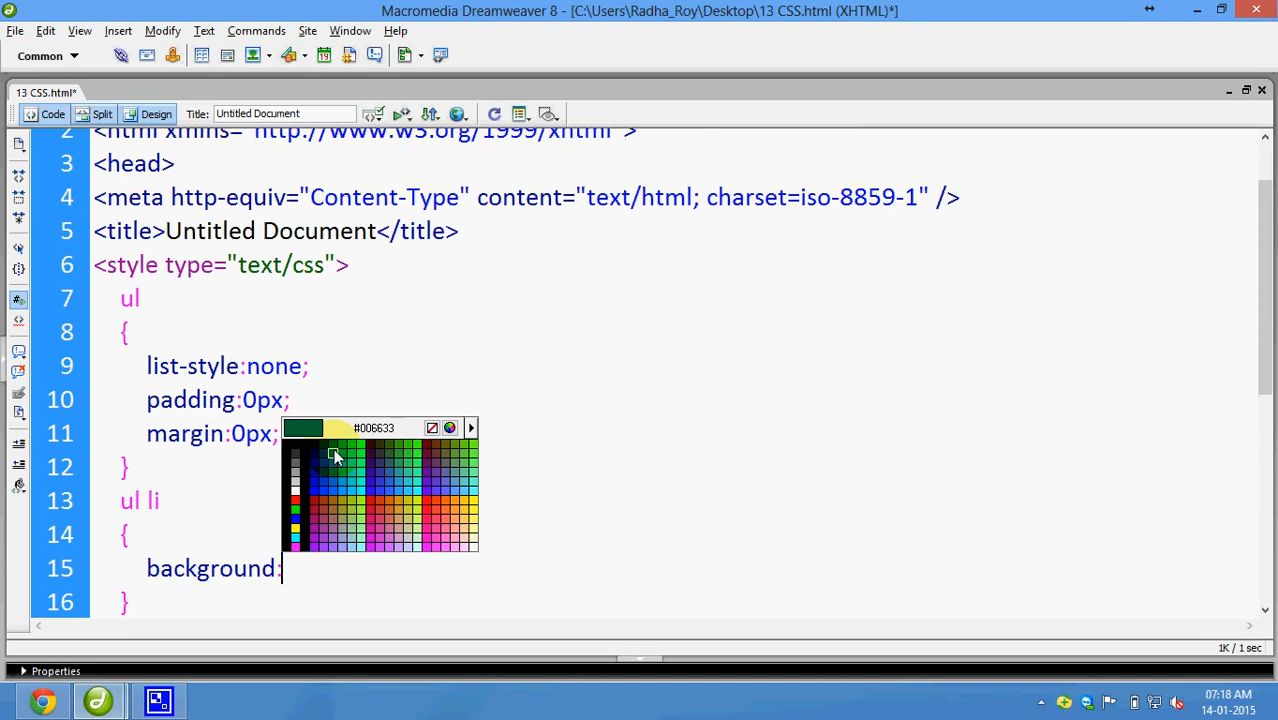 Macromedia Dreamweaver 8 - [C:\Users\Radha_Roy\Desktop\13 CSS.html (XHTML)*]
File Edit View Insert Modify Text Commands Site Window Help
Common
13 CSS.html*
Code Split Design Title: Untitled Document
2 <html xmlns="http://www.w3.org/1999/xhtml">
3 <head>
4 <meta http-equiv="Content-Type" content="text/html; charset=iso-8859-1" />
5 <title>Untitled Document</title>
6 <style type="text/css">
7 ul
8 {
9 list-style:none;
10 padding:0px;
11 margin:0px;
#006633
12 }
13 ul li
14 {
15 background:
16 }
1K / 1 sec
Properties
07:18 AM
14-01-2015